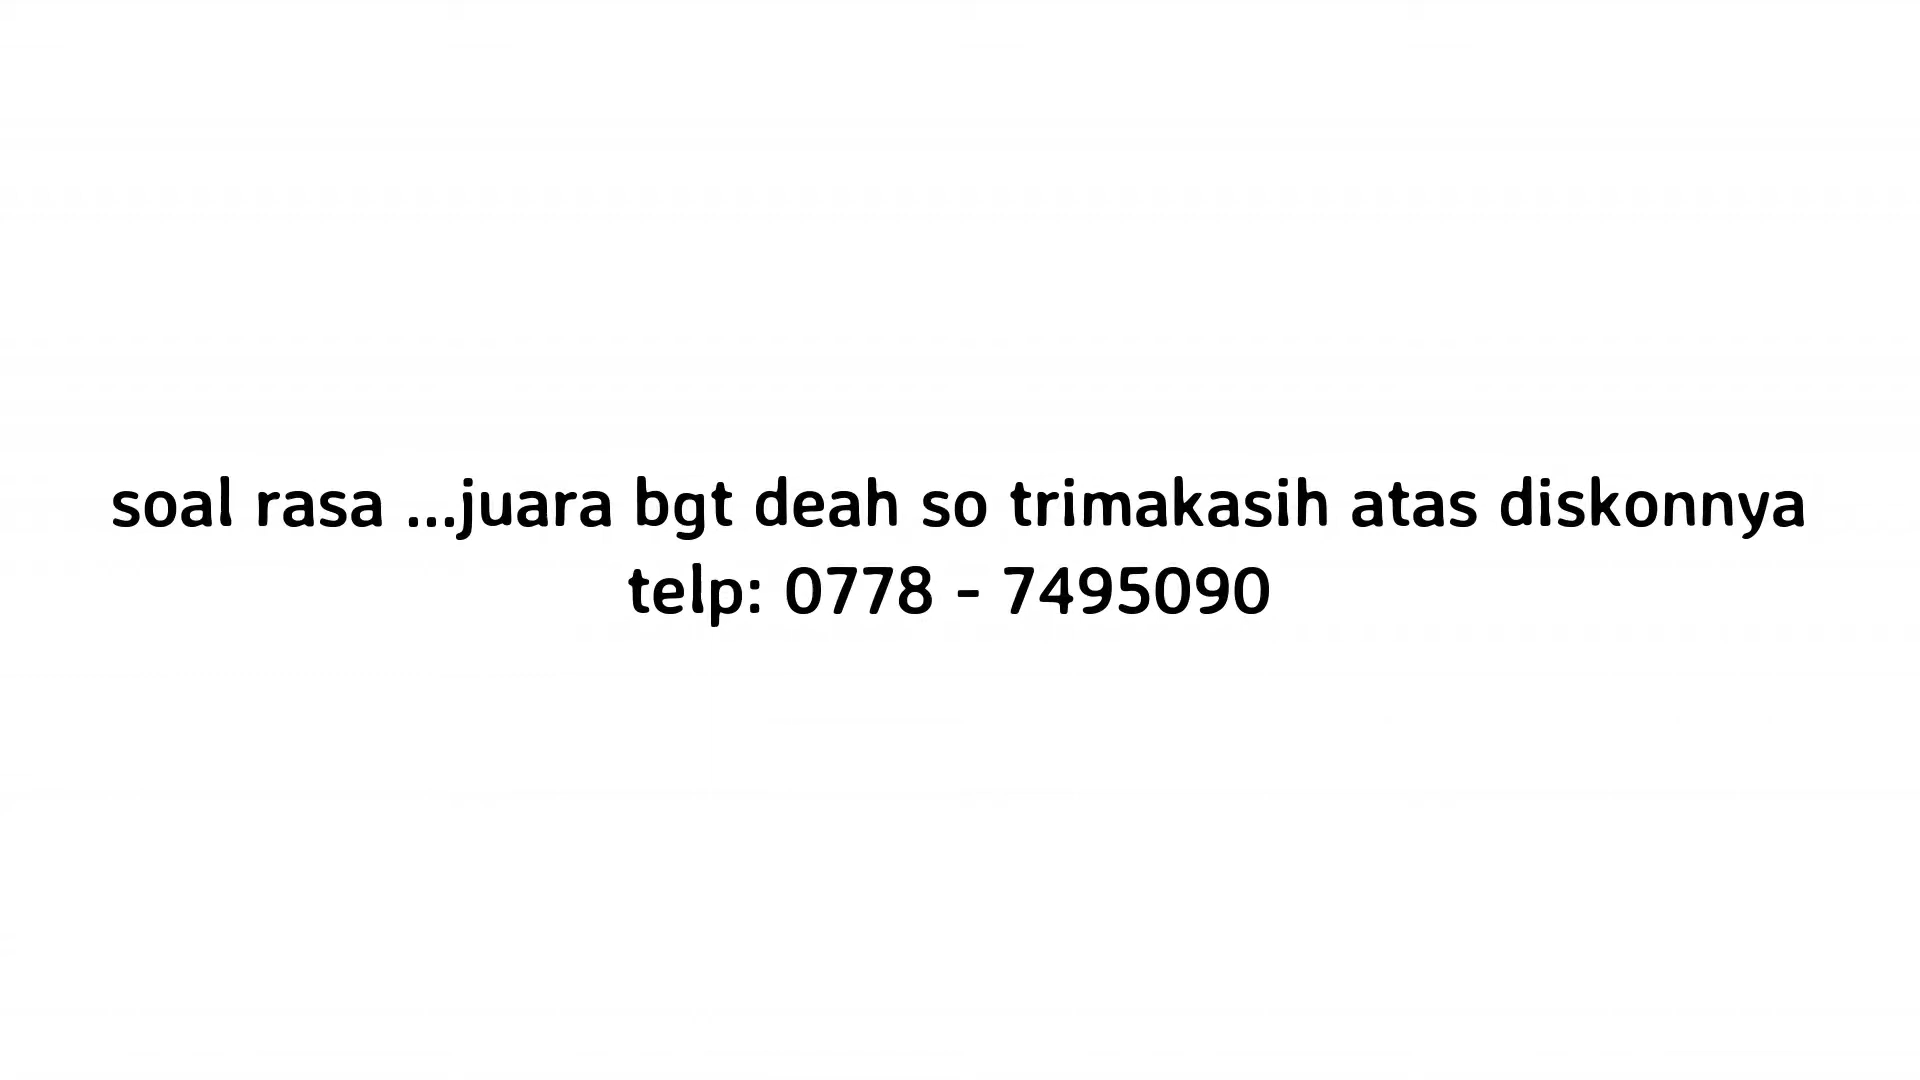 soal rasa ...juara bgt deah so trimakasih atas diskonnya
telp: 0778 - 7495090